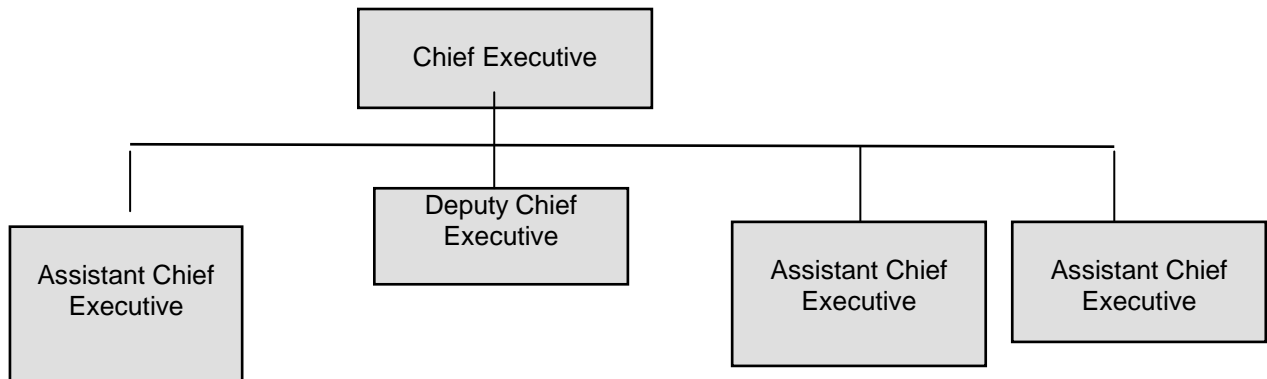 Chief Executive
Deputy Chief
Executive
Assistant Chief
Executive
Assistant Chief
Executive
Assistant Chief
Executive